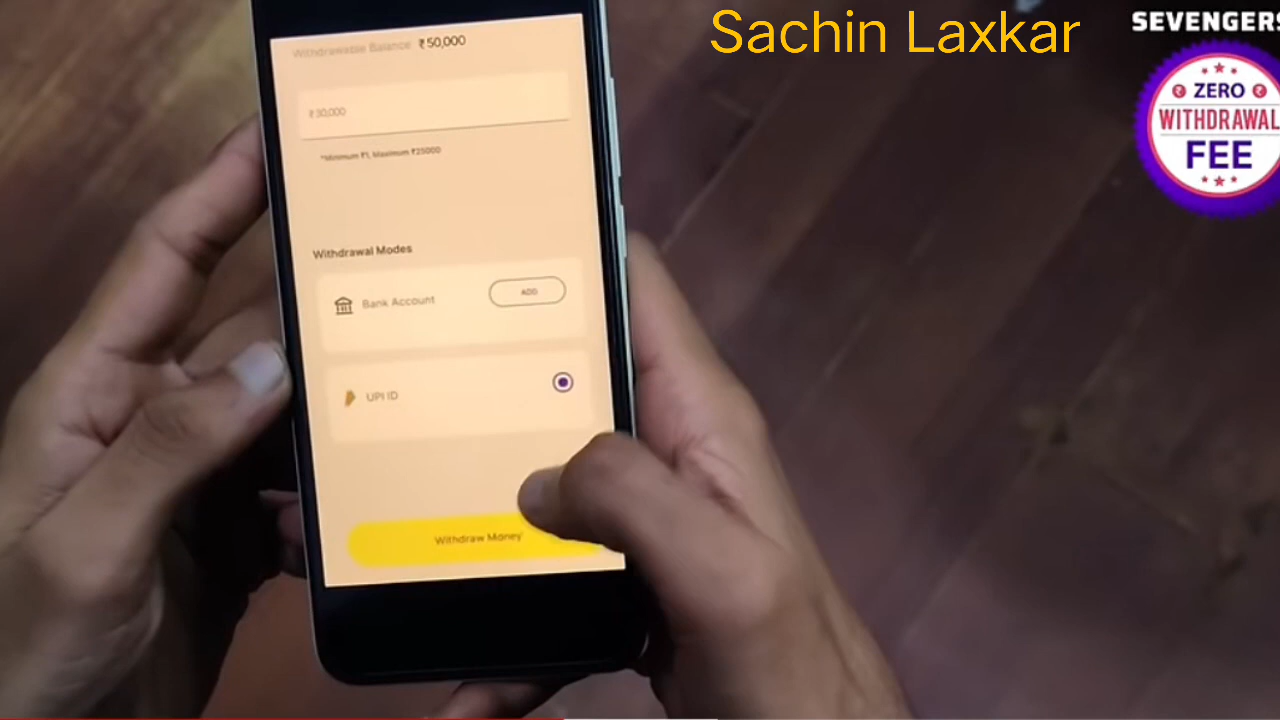 Sachin Laxkar
SEVENGERS
ZERO
WITHDRAWAL
FEE
Withdrawable Balance ₹50,000
₹30,000
*Minimum ₹1, Maximum ₹25000
Withdrawal Modes
Bank Account
ADD
UPI ID
Withdraw Money